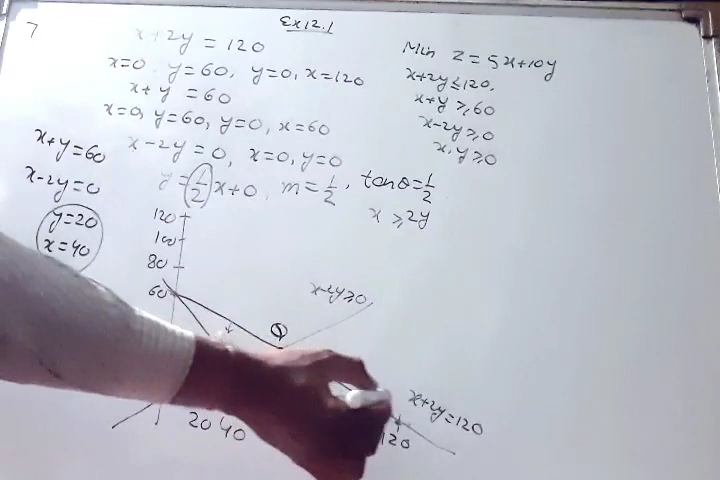 7
Ex 12.1
x+2y = 120
x=0 y=60, y=0, x=120
x+y = 60
x=0, y=60, y=0, x=60
x-2y=0, x=0, y=0
y = 1/2 x+0, m=1/2, tanθ=1/2
x ≥ 2y
Min Z = 5x+10y
x+2y ≤ 120,
x+y ≥ 60
x-2y ≥ 0
x,y ≥ 0
x+y=60
x-2y=0
y=20
x=40
120
100
80
60
x-2y≥0
20 40
x+2y=120
120